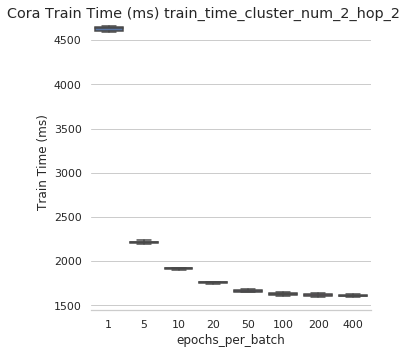 Cora Train Time (ms) train_time_cluster_num_2_hop_2
4500
4000
3500
3000
2500
2000
1500
Train Time (ms)
1 5 10 20 50 100 200 400
epochs_per_batch